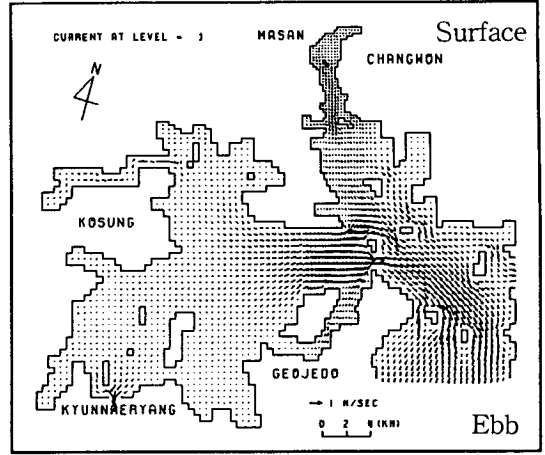 CURRENT AT LEVEL = 1
MASAN
Surface
CHANGWON
N
KOSUNG
GEOJEDO
KYUNNAERYANG
→ 1 M/SEC
0 2 4 (KM)
Ebb